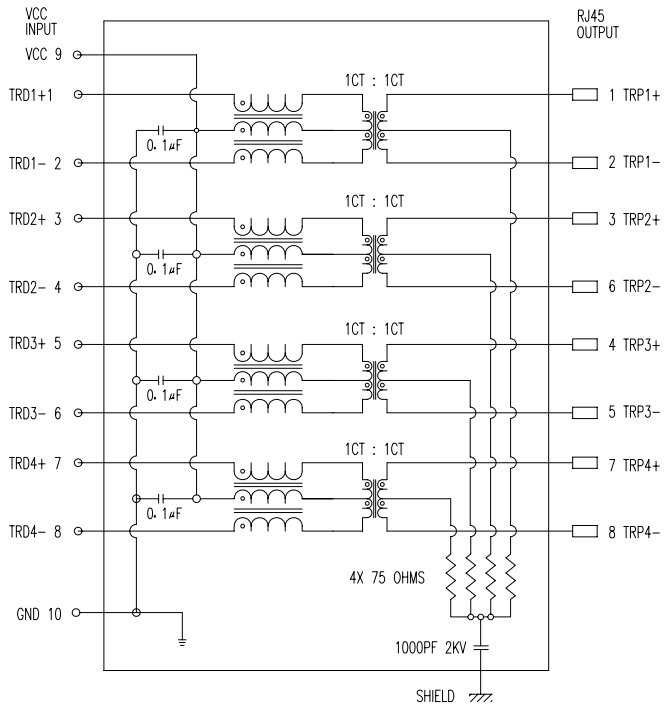 VCC
INPUT
RJ45
OUTPUT
VCC 9
1CT : 1CT
TRD1+1
1 TRP1+
0.1µF
TRD1- 2
2 TRP1-
1CT : 1CT
TRD2+ 3
3 TRP2+
0.1µF
TRD2- 4
6 TRP2-
1CT : 1CT
TRD3+ 5
4 TRP3+
0.1µF
TRD3- 6
5 TRP3-
1CT : 1CT
TRD4+ 7
7 TRP4+
0.1µF
TRD4- 8
8 TRP4-
4X 75 OHMS
GND 10
1000PF 2KV
SHIELD